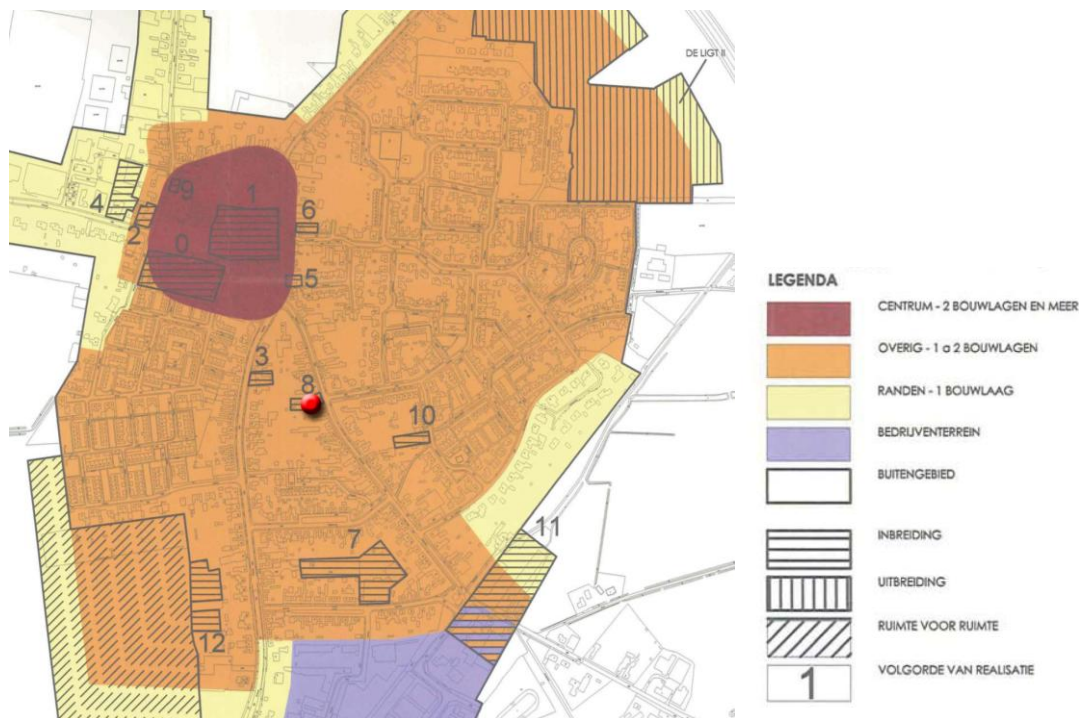 DE LIGT II
4
89
1
2
6
0
5
3
8
10
11
7
12
LEGENDA
CENTRUM - 2 BOUWLAGEN EN MEER
OVERIG - 1 a 2 BOUWLAGEN
RANDEN - 1 BOUWLAAG
BEDRIJVENTERREIN
BUITENGEBIED
INBREIDING
UITBREIDING
RUIMTE VOOR RUIMTE
1 VOLGORDE VAN REALISATIE